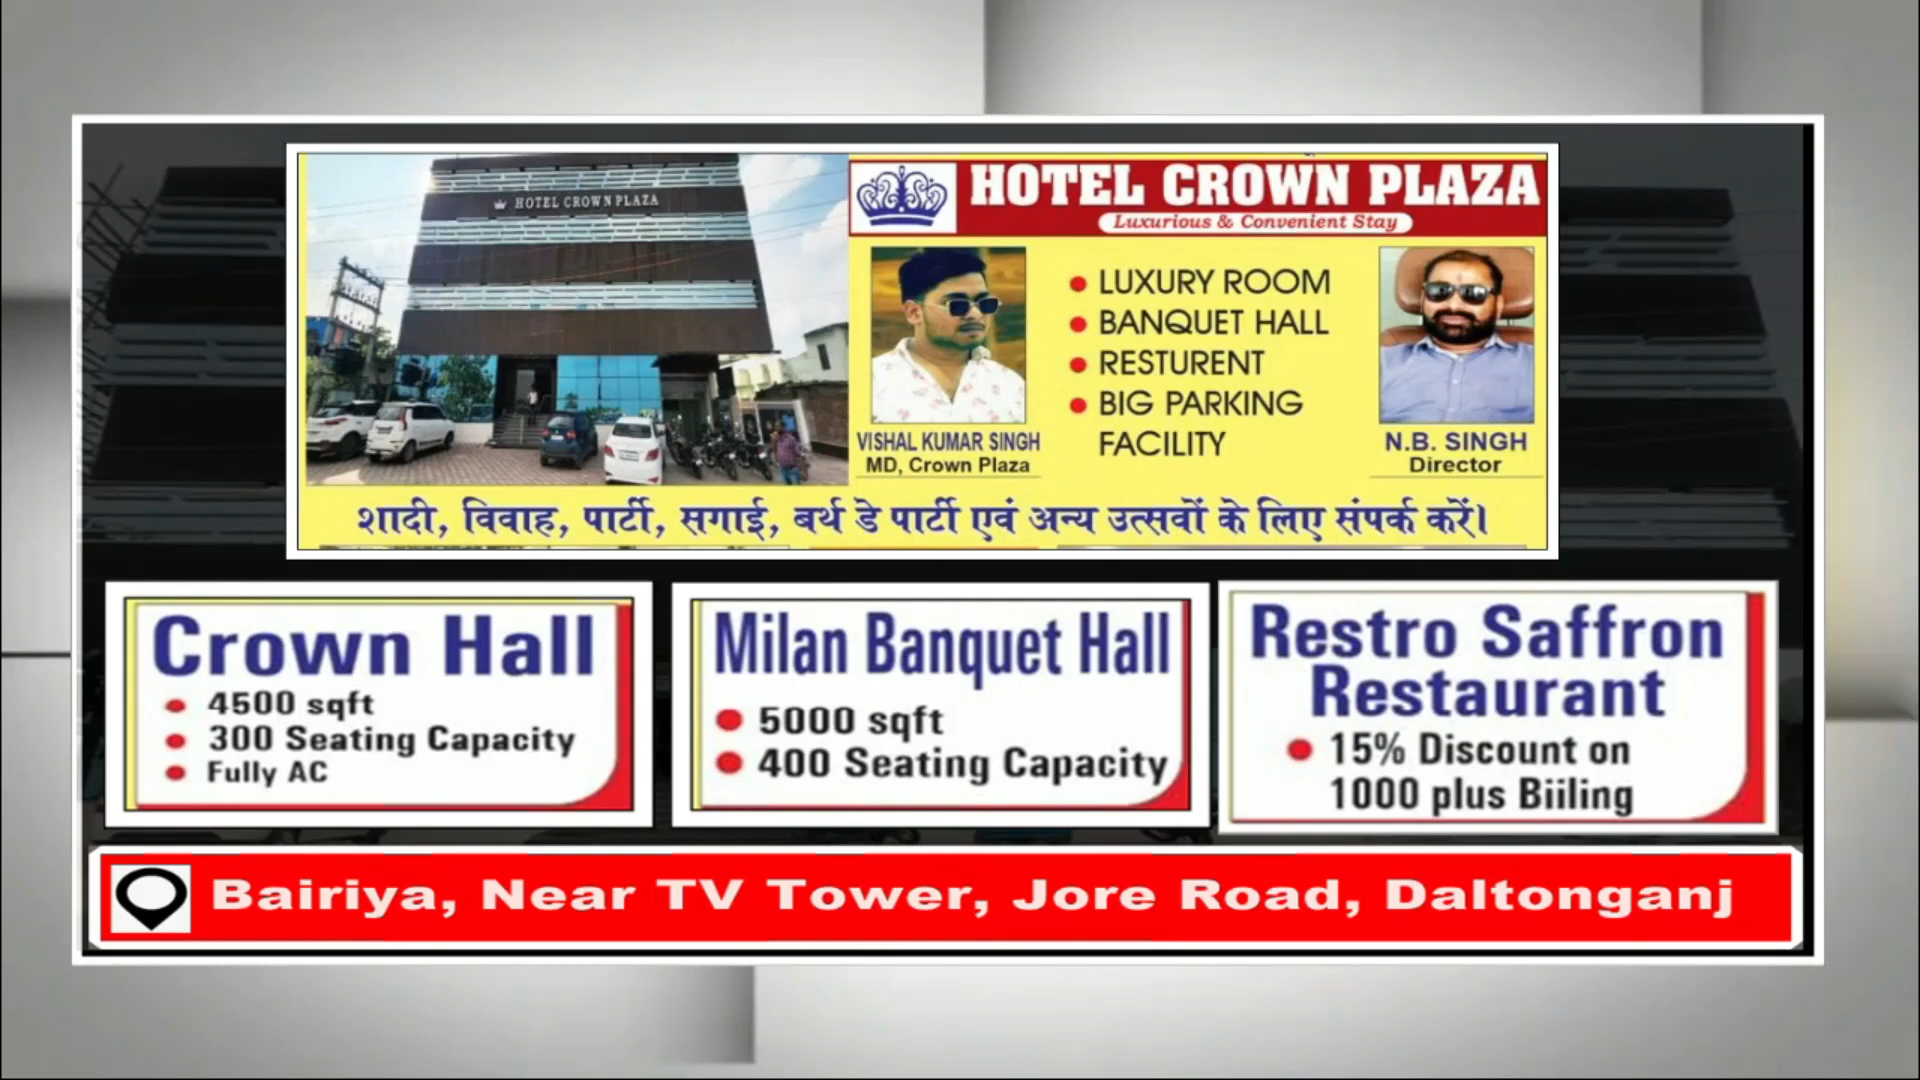 HOTEL CROWN PLAZA
HOTEL CROWN PLAZA
Luxurious & Convenient Stay
LUXURY ROOM
BANQUET HALL
RESTURENT
BIG PARKING
FACILITY
VISHAL KUMAR SINGH
MD, Crown Plaza
N.B. SINGH
Director
शादी, विवाह, पार्टी, सगाई, बर्थ डे पार्टी एवं अन्य उत्सवों के लिए संपर्क करें।
Crown Hall
4500 sqft
300 Seating Capacity
Fully AC
Milan Banquet Hall
5000 sqft
400 Seating Capacity
Restro Saffron
Restaurant
15% Discount on
1000 plus Biiling
Bairiya, Near TV Tower, Jore Road, Daltonganj